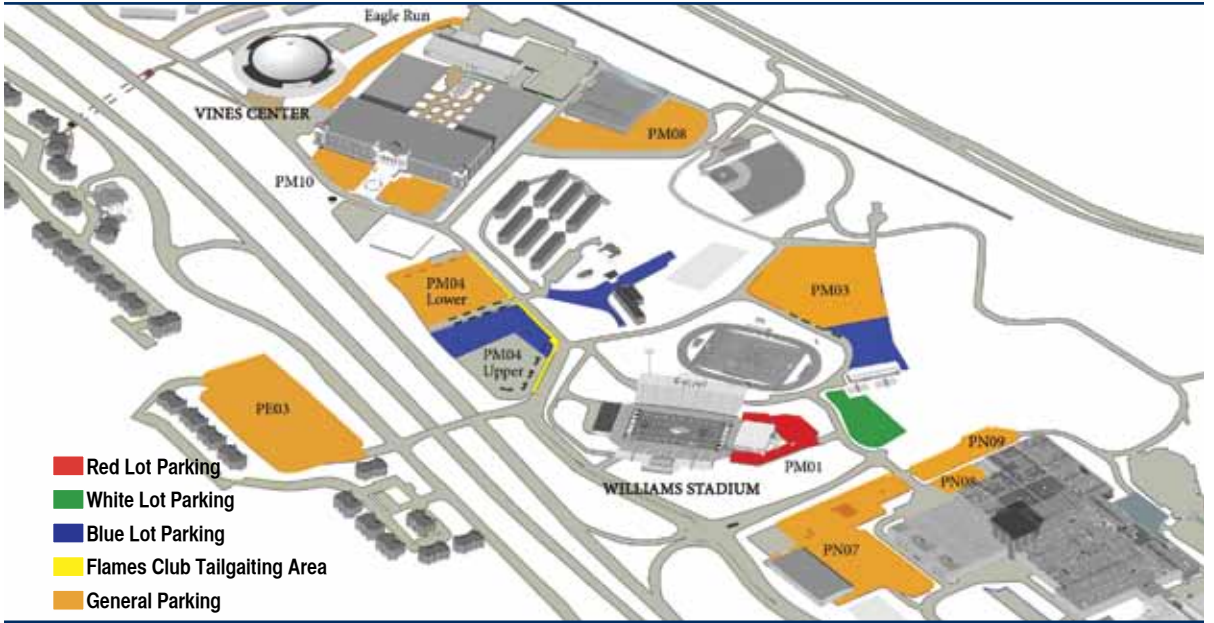 Eagle Run
VINES CENTER
PM08
PM10
PM04
Lower
PM03
PM04
Upper
PE03
PN09
PM01
PN08
WILLIAMS STADIUM
PN07
Red Lot Parking
White Lot Parking
Blue Lot Parking
Flames Club Tailgaiting Area
General Parking